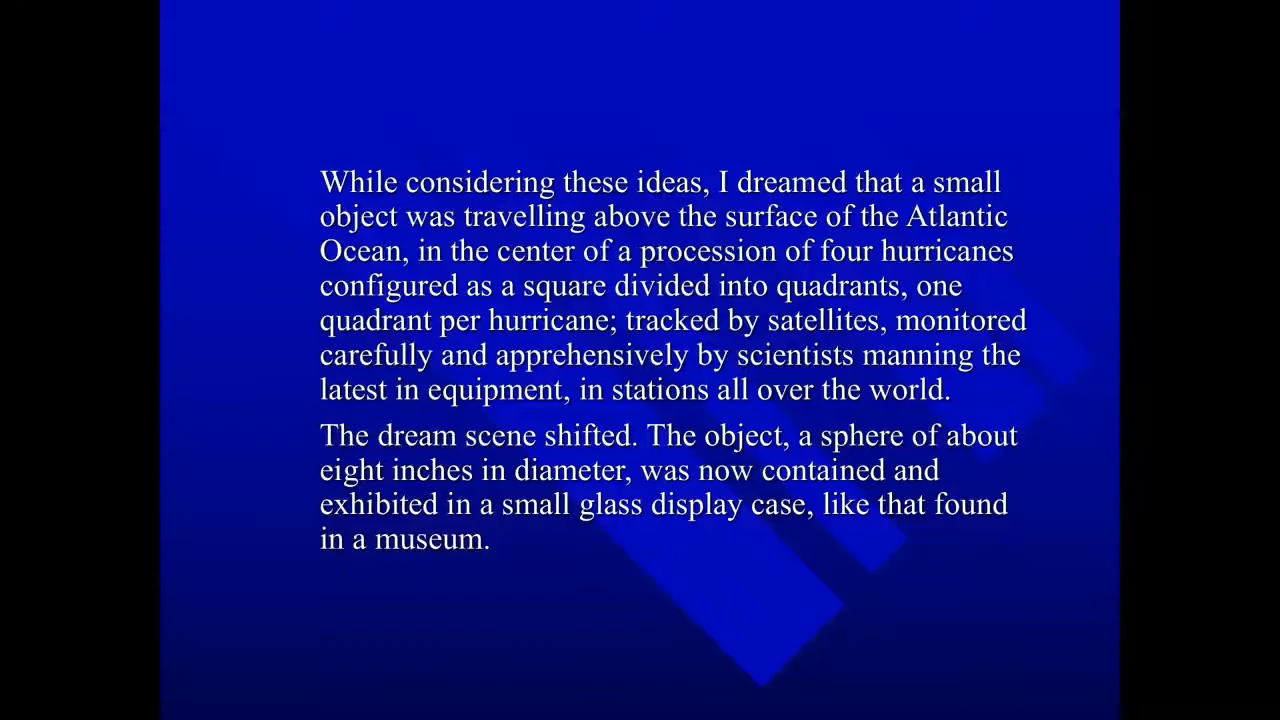 While considering these ideas, I dreamed that a small
object was travelling above the surface of the Atlantic
Ocean, in the center of a procession of four hurricanes
configured as a square divided into quadrants, one
quadrant per hurricane; tracked by satellites, monitored
carefully and apprehensively by scientists manning the
latest in equipment, in stations all over the world.
The dream scene shifted. The object, a sphere of about
eight inches in diameter, was now contained and
exhibited in a small glass display case, like that found
in a museum.